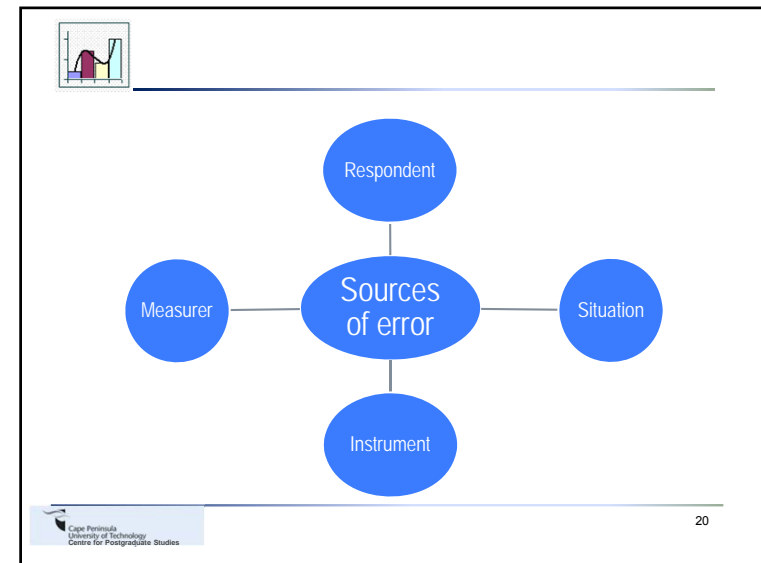 Respondent
Measurer
Sources
of error
Situation
Instrument
Cape Peninsula
University of Technology
Centre for Postgraduate Studies
20